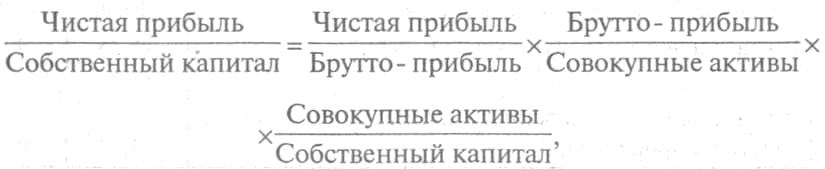 Чистая прибыль Чистая прибыль Брутто - прибыль
= × ×
Собственный капитал Брутто - прибыль Совокупные активы
Совокупные активы
×
Собственный капитал,